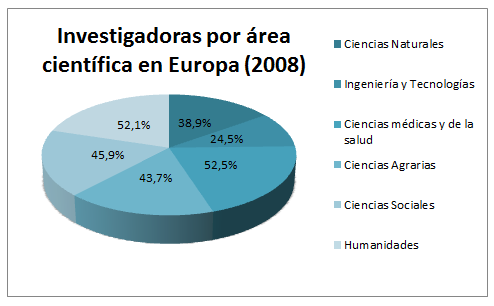 Investigadoras por área
científica en Europa (2008)
38,9%
24,5%
52,5%
43,7%
45,9%
52,1%
Ciencias Naturales
Ingeniería y Tecnologías
Ciencias médicas y de la
salud
Ciencias Agrarias
Ciencias Sociales
Humanidades